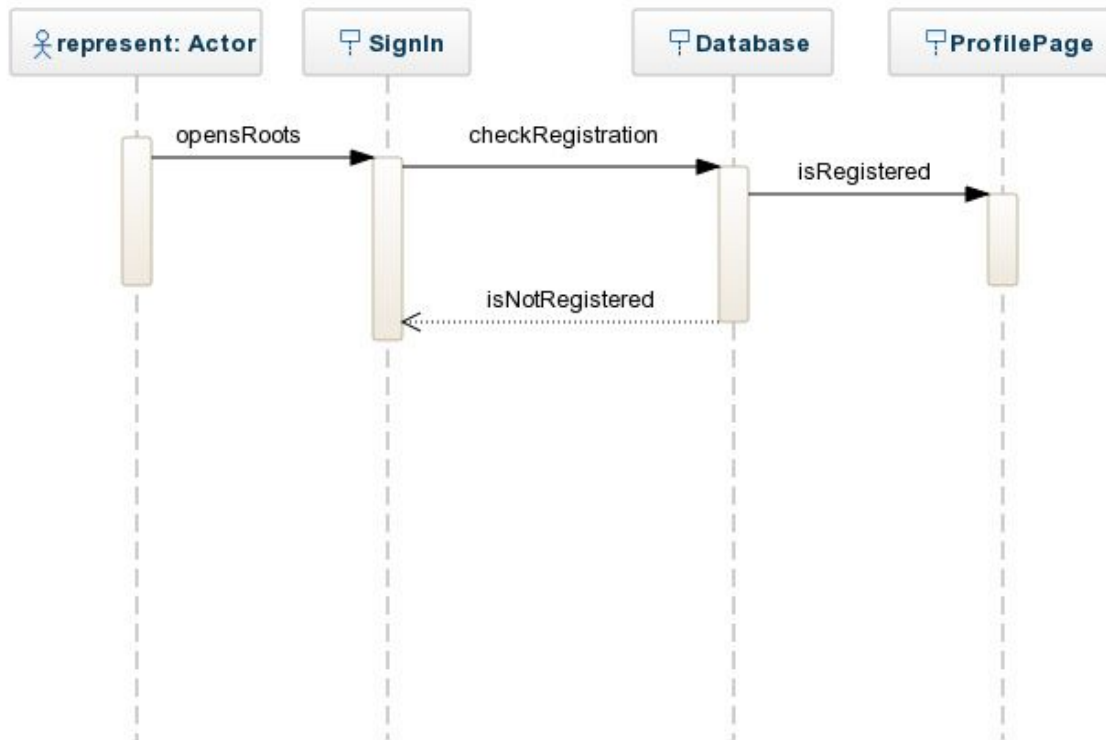 represent: Actor
SignIn
Database
ProfilePage
opensRoots
checkRegistration
isRegistered
isNotRegistered